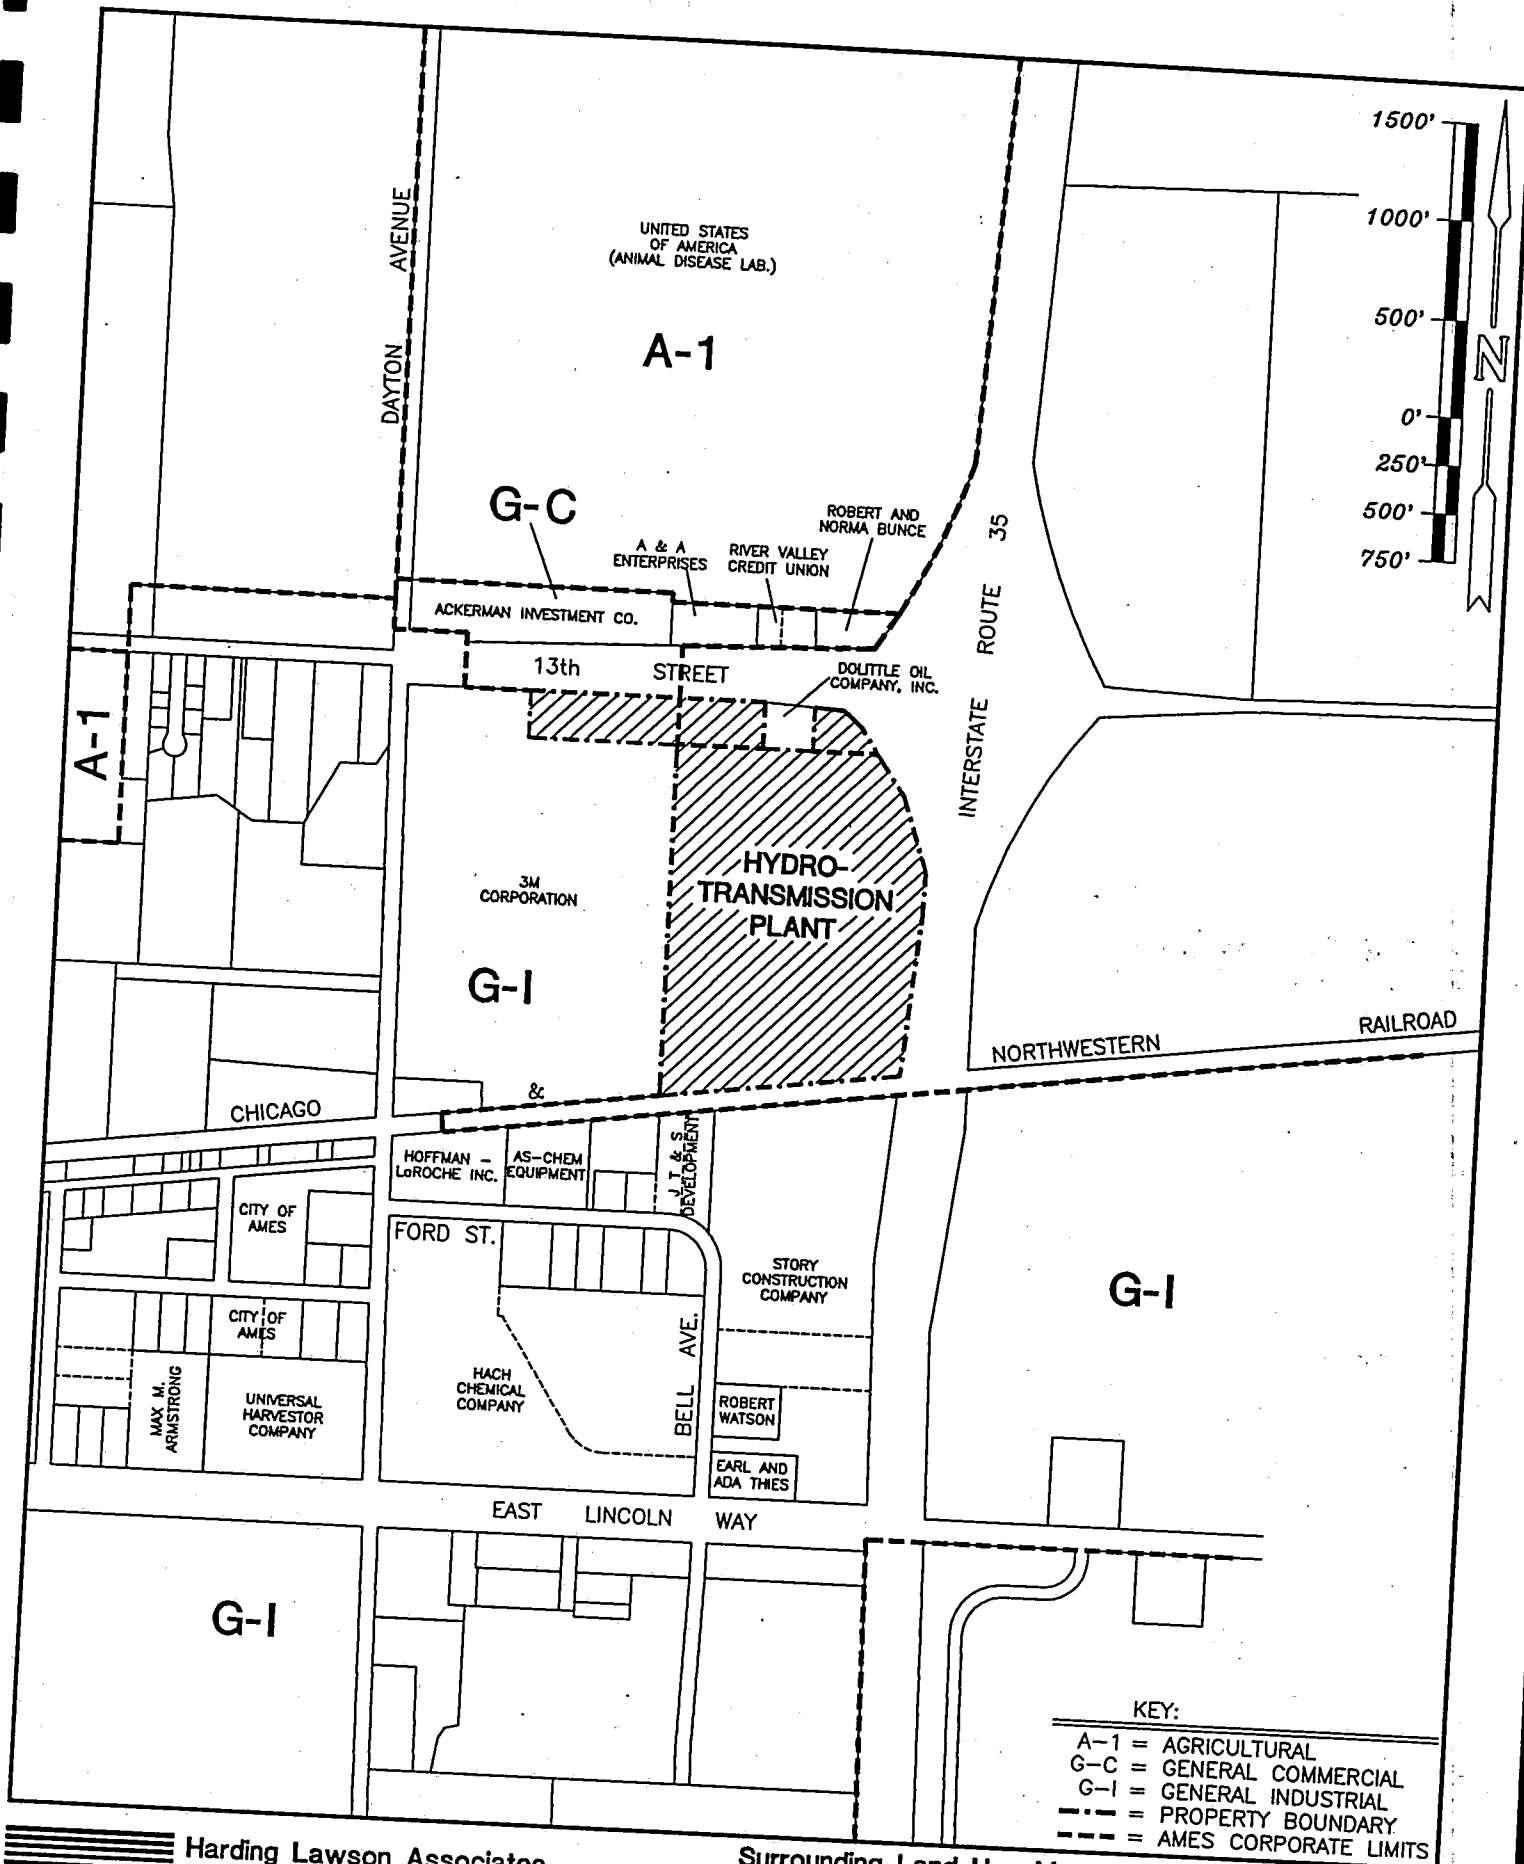 1500'
1000'
500'
0'
250'
500'
750'
N
DAYTON AVENUE
UNITED STATES
OF AMERICA
(ANIMAL DISEASE LAB.)
A-1
G-C
A & A
ENTERPRISES
RIVER VALLEY
CREDIT UNION
ROBERT AND
NORMA BUNCE
ACKERMAN INVESTMENT CO.
INTERSTATE ROUTE 35
13th STREET
DOLITTLE OIL
COMPANY, INC.
A-1
3M
CORPORATION
HYDRO-
TRANSMISSION
PLANT
G-I
CHICAGO & NORTHWESTERN RAILROAD
HOFFMAN –
LaROCHE INC.
AS-CHEM
EQUIPMENT
J T & S
DEVELOPMENT
CITY OF
AMES
FORD ST.
STORY
CONSTRUCTION
COMPANY
G-I
CITY OF
AMES
BELL AVE.
MAX M.
ARMSTRONG
UNIVERSAL
HARVESTOR
COMPANY
HACH
CHEMICAL
COMPANY
ROBERT
WATSON
EARL AND
ADA THIES
EAST LINCOLN WAY
G-I
KEY:
A-1 = AGRICULTURAL
G-C = GENERAL COMMERCIAL
G-I = GENERAL INDUSTRIAL
= PROPERTY BOUNDARY
= AMES CORPORATE LIMITS
Harding Lawson Associates
Surrounding Land